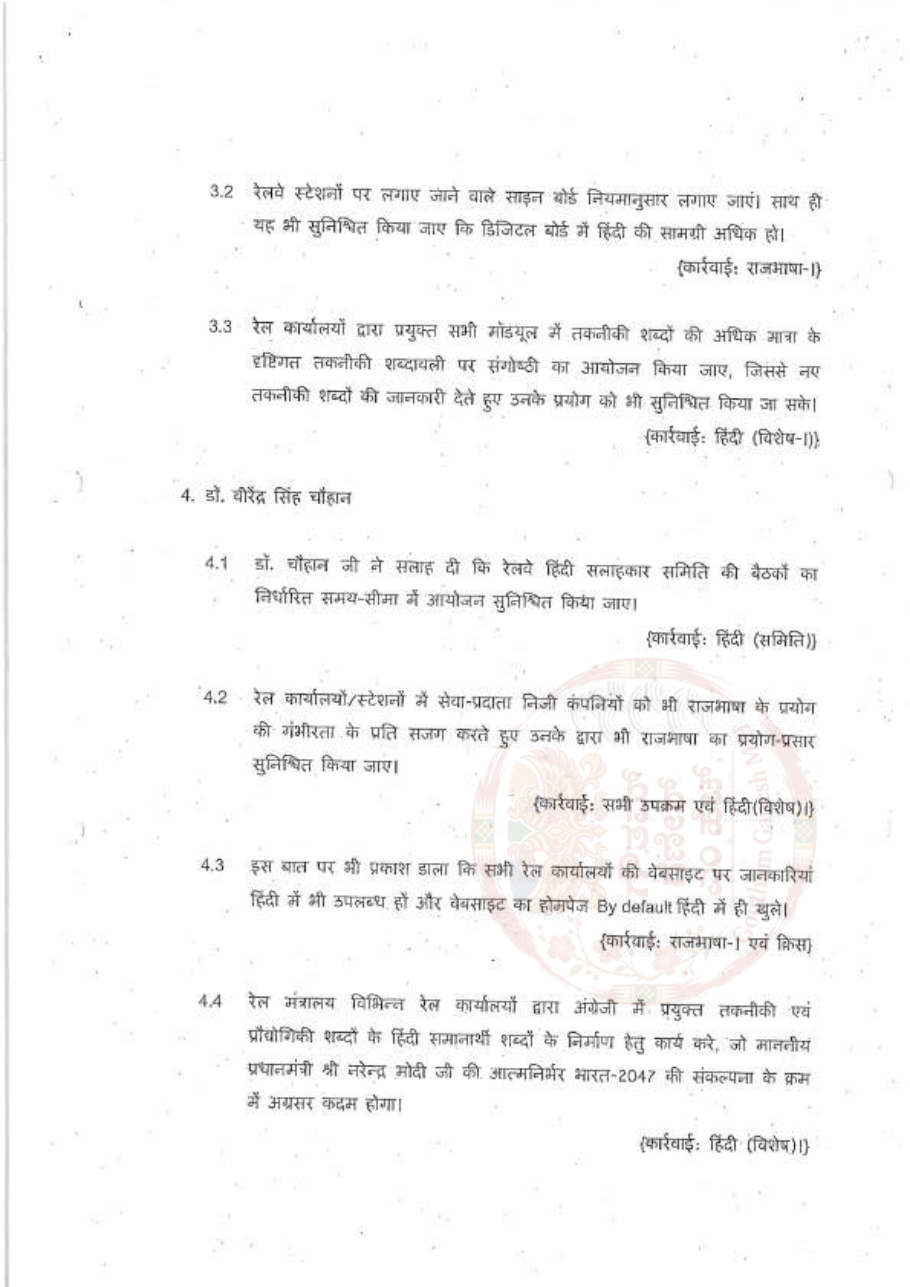 3.2 रेलवे स्टेशनों पर लगाए जाने वाले साइन बोर्ड नियमानुसार लगाए जाएं। साथ ही
यह भी सुनिश्चित किया जाए कि डिजिटल बोर्ड में हिंदी की सामग्री अधिक हो।
{कार्रवाई: राजभाषा-I}
3.3 रेल कार्यालयों द्वारा प्रयुक्त सभी मॉडयूल में तकनीकी शब्दों की अधिक मात्रा के
दृष्टिगत तकनीकी शब्दावली पर संगोष्ठी का आयोजन किया जाए, जिससे नए
तकनीकी शब्दों की जानकारी देते हुए उनके प्रयोग को भी सुनिश्चित किया जा सके।
{कार्रवाई: हिंदी (विशेष-I)}
4. डॉ. वीरेंद्र सिंह चौहान
4.1 डॉ. चौहान जी ने सलाह दी कि रेलवे हिंदी सलाहकार समिति की बैठकों का
निर्धारित समय-सीमा में आयोजन सुनिश्चित किया जाए।
{कार्रवाई: हिंदी (समिति)}
4.2 रेल कार्यालयों/स्टेशनों में सेवा-प्रदाता निजी कंपनियों को भी राजभाषा के प्रयोग
की गंभीरता के प्रति सजग करते हुए उनके द्वारा भी राजभाषा का प्रयोग-प्रसार
सुनिश्चित किया जाए।
{कार्रवाई: सभी उपक्रम एवं हिंदी(विशेष)।}
4.3 इस बात पर भी प्रकाश डाला कि सभी रेल कार्यालयों की वेबसाइट पर जानकारियां
हिंदी में भी उपलब्ध हों और वेबसाइट का होमपेज By default हिंदी में ही खुले।
{कार्रवाई: राजभाषा-I एवं क्रिस}
4.4 रेल मंत्रालय विभिन्न रेल कार्यालयों द्वारा अंग्रेजी में प्रयुक्त तकनीकी एवं
प्रौद्योगिकी शब्दों के हिंदी समानार्थी शब्दों के निर्माण हेतु कार्य करे, जो माननीय
प्रधानमंत्री श्री नरेन्द्र मोदी जी की आत्मनिर्भर भारत-2047 की संकल्पना के क्रम
में अग्रसर कदम होगा।
{कार्रवाई: हिंदी (विशेष)।}